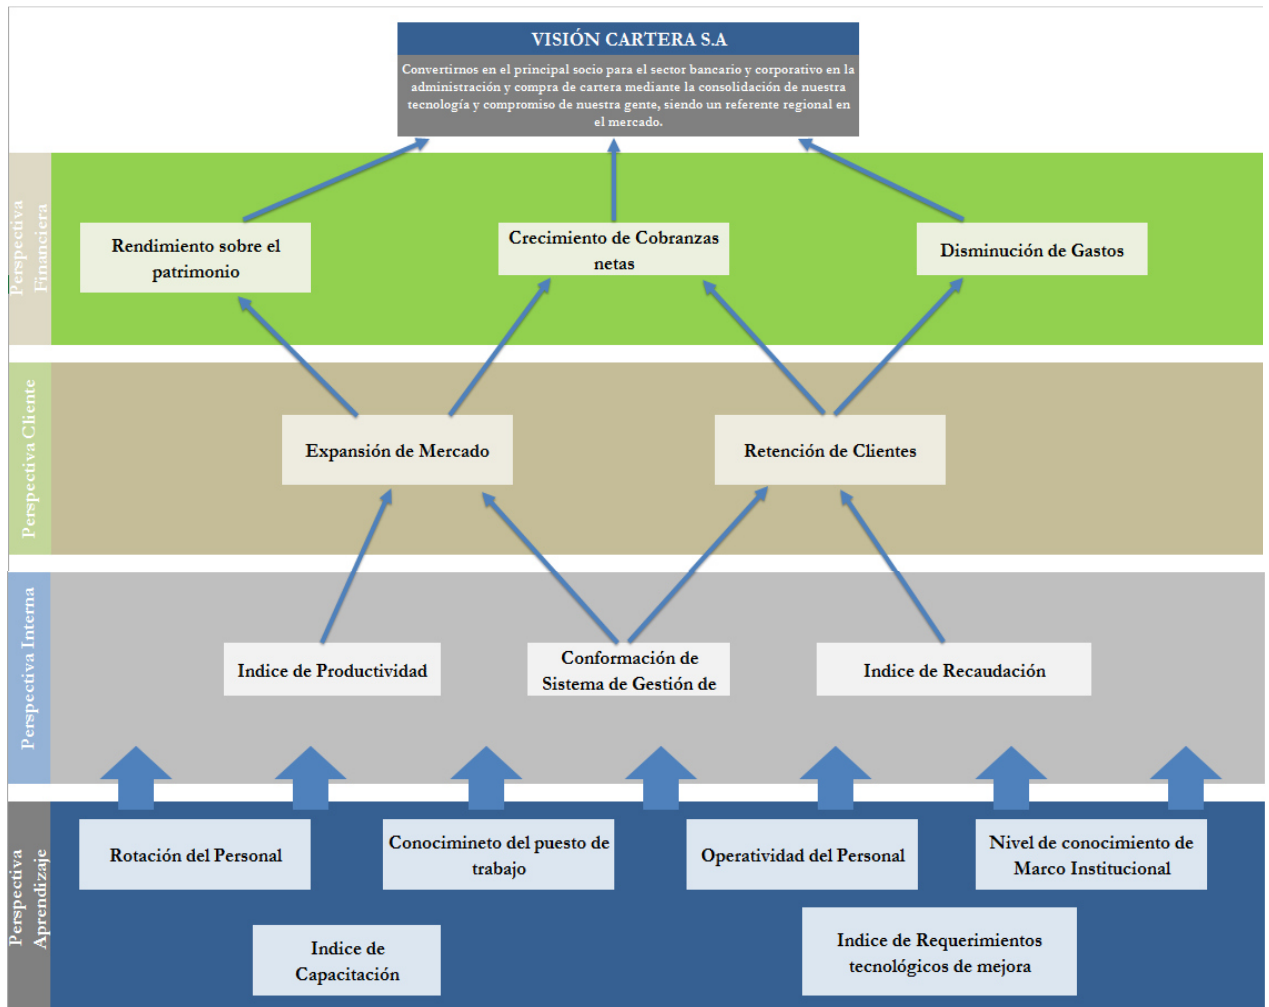 VISIÓN CARTERA S.A
Convertirnos en el principal socio para el sector bancario y corporativo en la
administración y compra de cartera mediante la consolidación de nuestra
tecnología y compromiso de nuestra gente, siendo un referente regional en
el mercado.
Perspectiva
Financiera
Rendimiento sobre el
patrimonio
Crecimiento de Cobranzas
netas
Disminución de Gastos
Perspectiva Cliente
Expansión de Mercado
Retención de Clientes
Perspectiva Interna
Indice de Productividad
Conformación de
Sistema de Gestión de
Indice de Recaudación
Perspectiva
Aprendizaje
Rotación del Personal
Conocimineto del puesto de
trabajo
Operatividad del Personal
Nivel de conocimiento de
Marco Institucional
Indice de
Capacitación
Indice de Requerimientos
tecnológicos de mejora